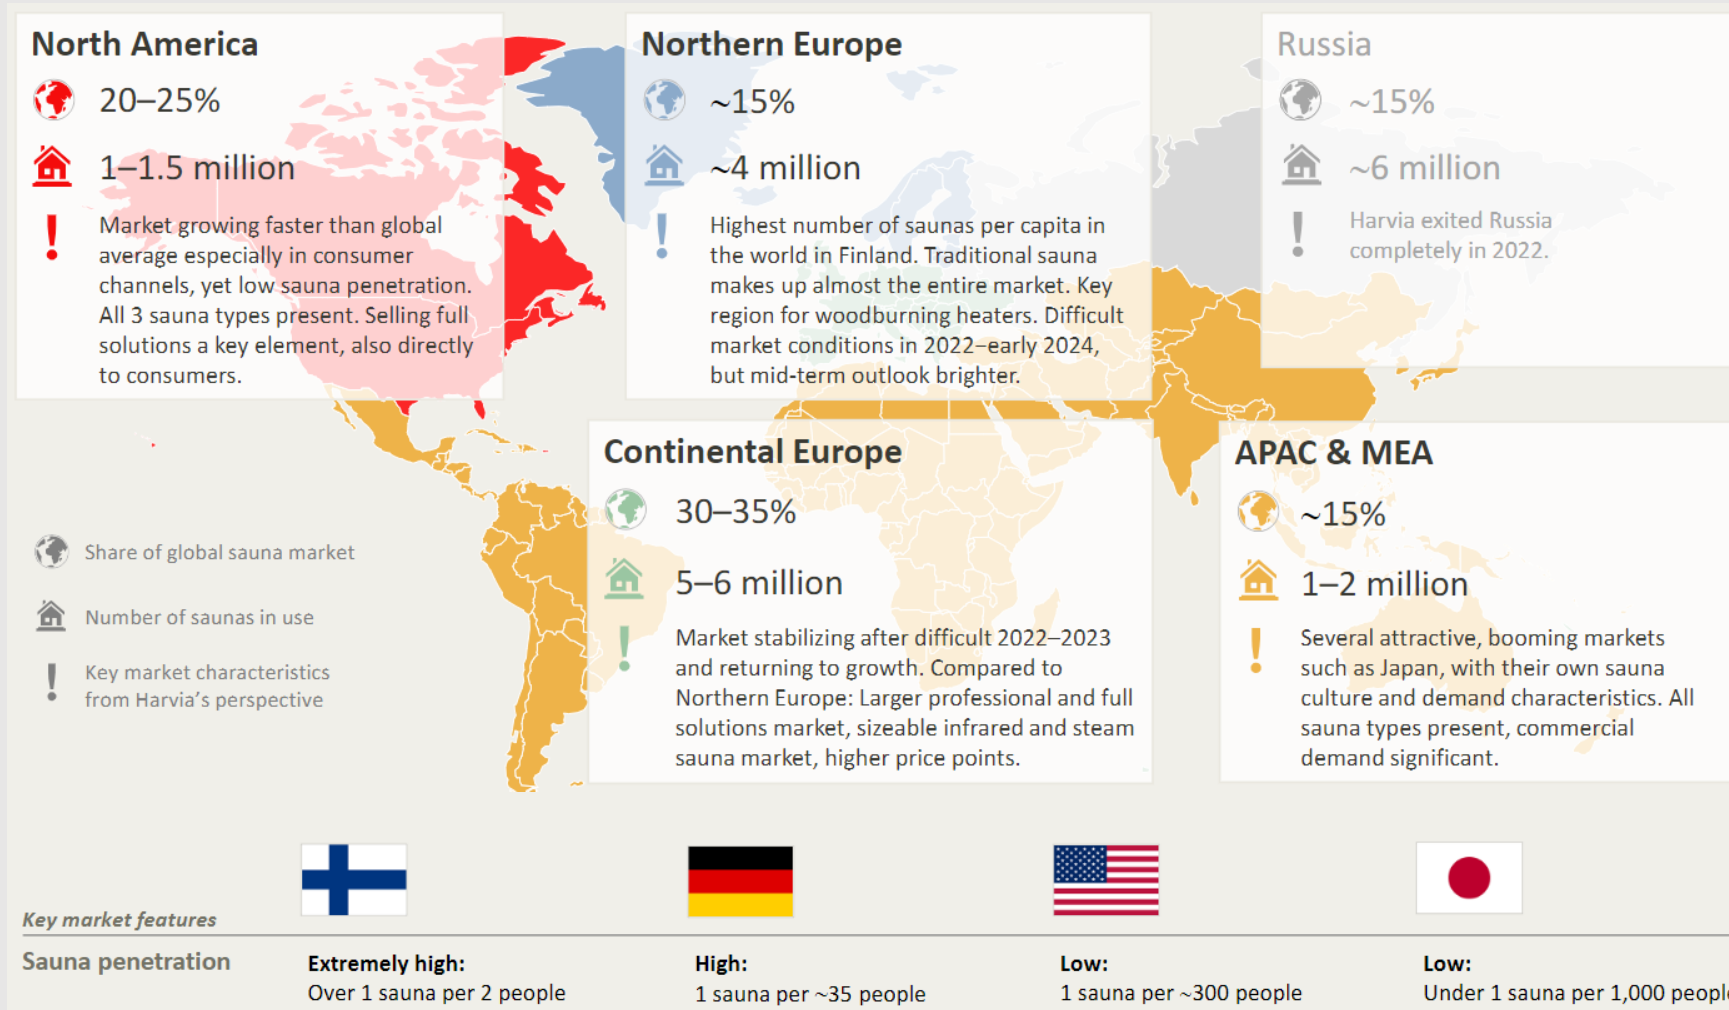 North America
20–25%
1–1.5 million
Market growing faster than global
average especially in consumer
channels, yet low sauna penetration.
All 3 sauna types present. Selling full
solutions a key element, also directly
to consumers.
Northern Europe
~15%
~4 million
Highest number of saunas per capita in
the world in Finland. Traditional sauna
makes up almost the entire market. Key
region for woodburning heaters. Difficult
market conditions in 2022–early 2024,
but mid-term outlook brighter.
Russia
~15%
~6 million
Harvia exited Russia
completely in 2022.
Continental Europe
30–35%
5–6 million
Market stabilizing after difficult 2022–2023
and returning to growth. Compared to
Northern Europe: Larger professional and full
solutions market, sizeable infrared and steam
sauna market, higher price points.
APAC & MEA
~15%
1–2 million
Several attractive, booming markets
such as Japan, with their own sauna
culture and demand characteristics. All
sauna types present, commercial
demand significant.
Share of global sauna market
Number of saunas in use
Key market characteristics
from Harvia's perspective
Key market features
Sauna penetration
Extremely high:
Over 1 sauna per 2 people
High:
1 sauna per ~35 people
Low:
1 sauna per ~300 people
Low:
Under 1 sauna per 1,000 people